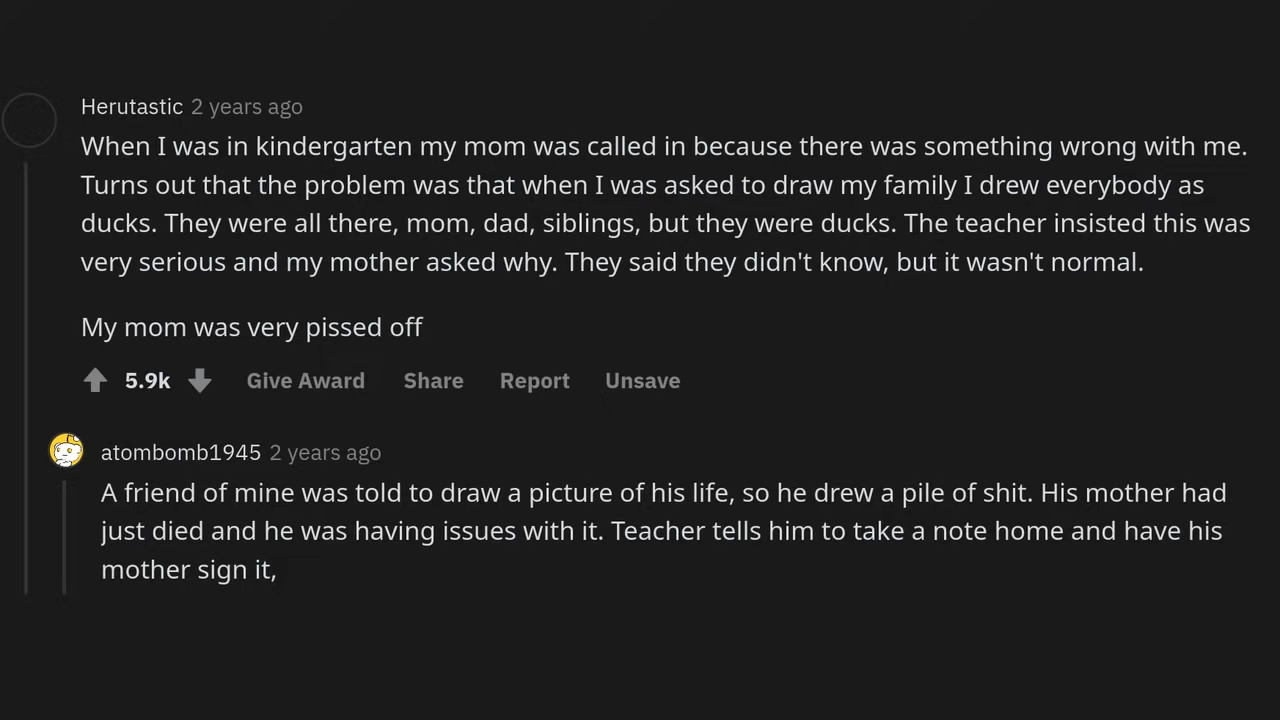 Herutastic 2 years ago
When I was in kindergarten my mom was called in because there was something wrong with me.
Turns out that the problem was that when I was asked to draw my family I drew everybody as
ducks. They were all there, mom, dad, siblings, but they were ducks. The teacher insisted this was
very serious and my mother asked why. They said they didn't know, but it wasn't normal.
My mom was very pissed off
5.9k Give Award Share Report Unsave
atombomb1945 2 years ago
A friend of mine was told to draw a picture of his life, so he drew a pile of shit. His mother had
just died and he was having issues with it. Teacher tells him to take a note home and have his
mother sign it,